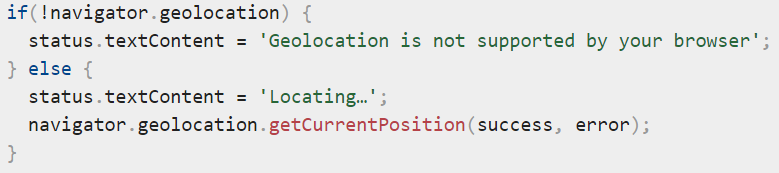 if(!navigator.geolocation) {
  status.textContent = 'Geolocation is not supported by your browser';
} else {
  status.textContent = 'Locating…';
  navigator.geolocation.getCurrentPosition(success, error);
}